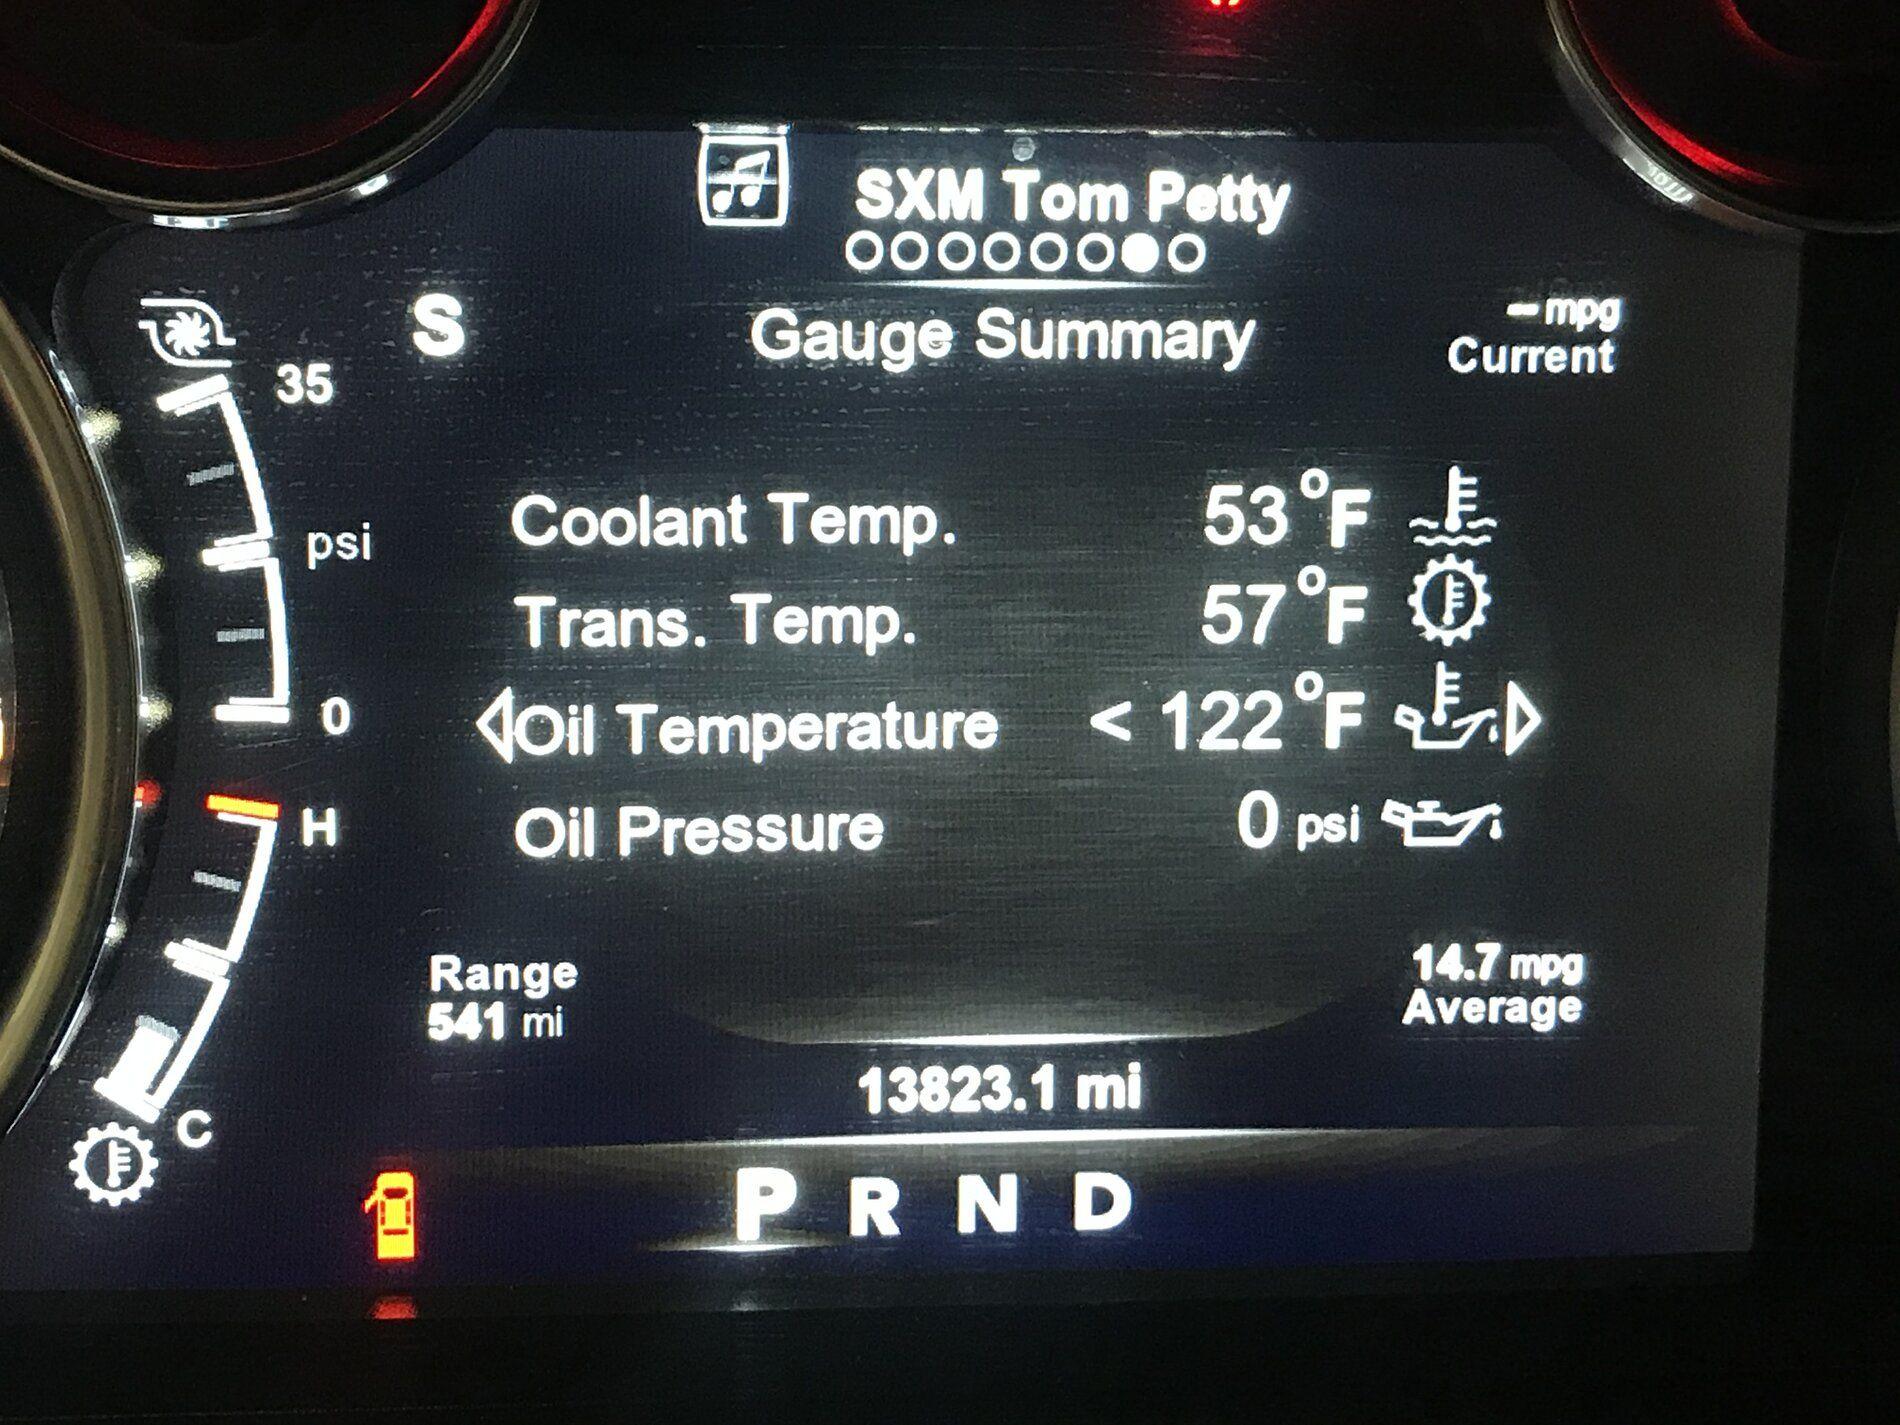 SXM Tom Petty
S
Gauge Summary
– mpg
Current
35
psi
0
H
C
Coolant Temp. 53°F
Trans. Temp. 57°F
Oil Temperature < 122°F
Oil Pressure 0 psi
Range
541 mi
14.7 mpg
Average
13823.1 mi
P R N D